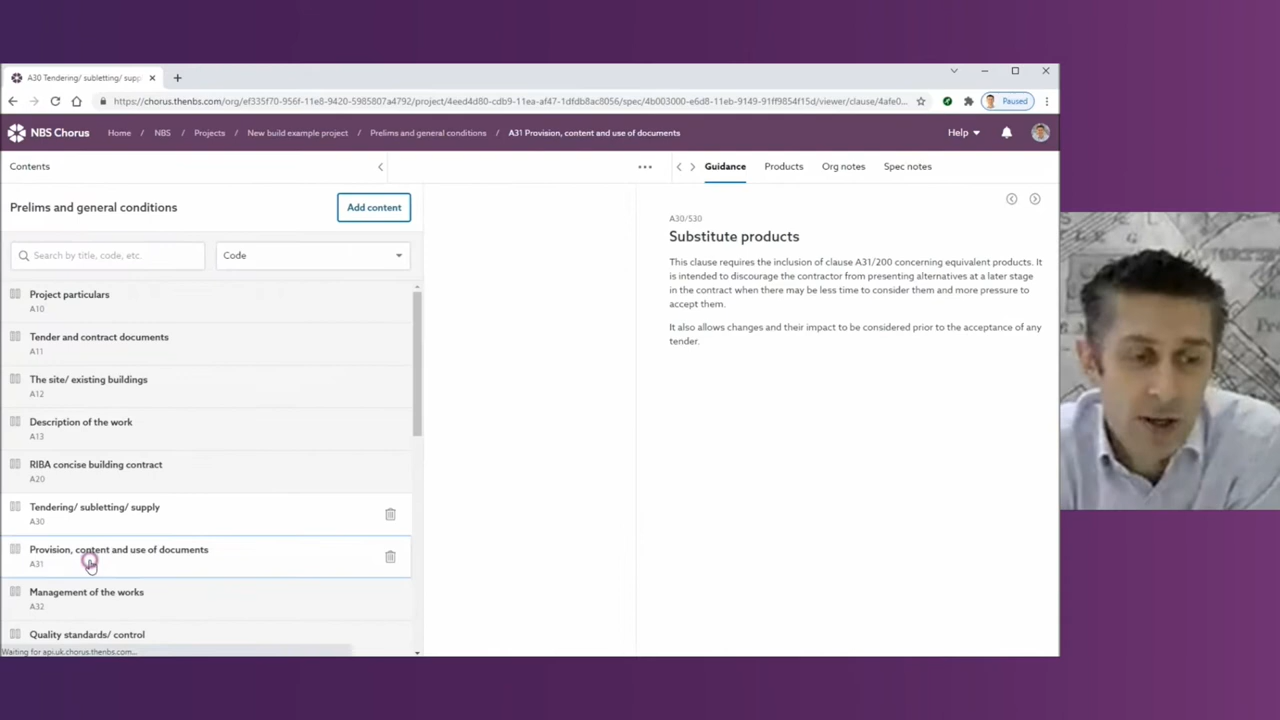 A30 Tendering/ subletting/ supp
https://chorus.thenbs.com/org/ef335f70-956f-11e8-9420-5985807a4792/project/4eed4d80-cdb9-11ea-af47-1dfdb8ac8056/spec/4b003000-e6d8-11eb-9149-91ff9854f15d/viewer/clause/4afe0...
Paused
NBS Chorus
Home / NBS / Projects / New build example project / Prelims and general conditions / A31 Provision, content and use of documents
Help
Contents
Guidance
Products
Org notes
Spec notes
Prelims and general conditions
Add content
Search by title, code, etc.
Code
Project particulars
A10
Tender and contract documents
A11
The site/ existing buildings
A12
Description of the work
A13
RIBA concise building contract
A20
Tendering/ subletting/ supply
A30
Provision, content and use of documents
A31
Management of the works
A32
Quality standards/ control
Waiting for api.uk.chorus.thenbs.com...
A30/530
Substitute products
This clause requires the inclusion of clause A31/200 concerning equivalent products. It
is intended to discourage the contractor from presenting alternatives at a later stage
in the contract when there may be less time to consider them and more pressure to
accept them.
It also allows changes and their impact to be considered prior to the acceptance of any
tender.